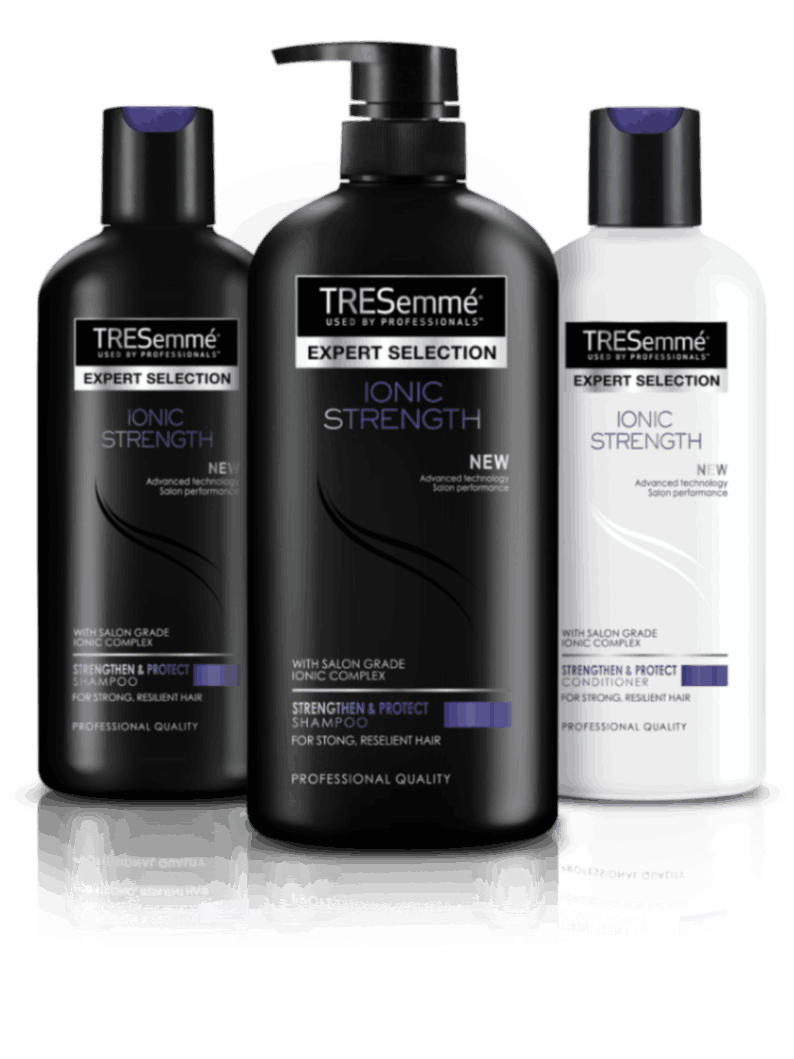 TRESemmé
USED BY PROFESSIONALS™
EXPERT SELECTION
IONIC
STRENGTH
NEW
Advanced technology
Salon performance
WITH SALON GRADE
IONIC COMPLEX
STRENGTHEN & PROTECT
SHAMPOO
FOR STRONG, RESILIENT HAIR
PROFESSIONAL QUALITY
TRESemmé
USED BY PROFESSIONALS™
EXPERT SELECTION
IONIC
STRENGTH
NEW
Advanced technology
Salon performance
WITH SALON GRADE
IONIC COMPLEX
STRENGTHEN & PROTECT
SHAMPOO
FOR STONG, RESELIENT HAIR
PROFESSIONAL QUALITY
TRESemmé
USED BY PROFESSIONALS™
EXPERT SELECTION
IONIC
STRENGTH
NEW
Advanced technology
Salon performance
WITH SALON GRADE
IONIC COMPLEX
STRENGTHEN & PROTECT
CONDITIONER
FOR STRONG, RESILIENT HAIR
PROFESSIONAL QUALITY